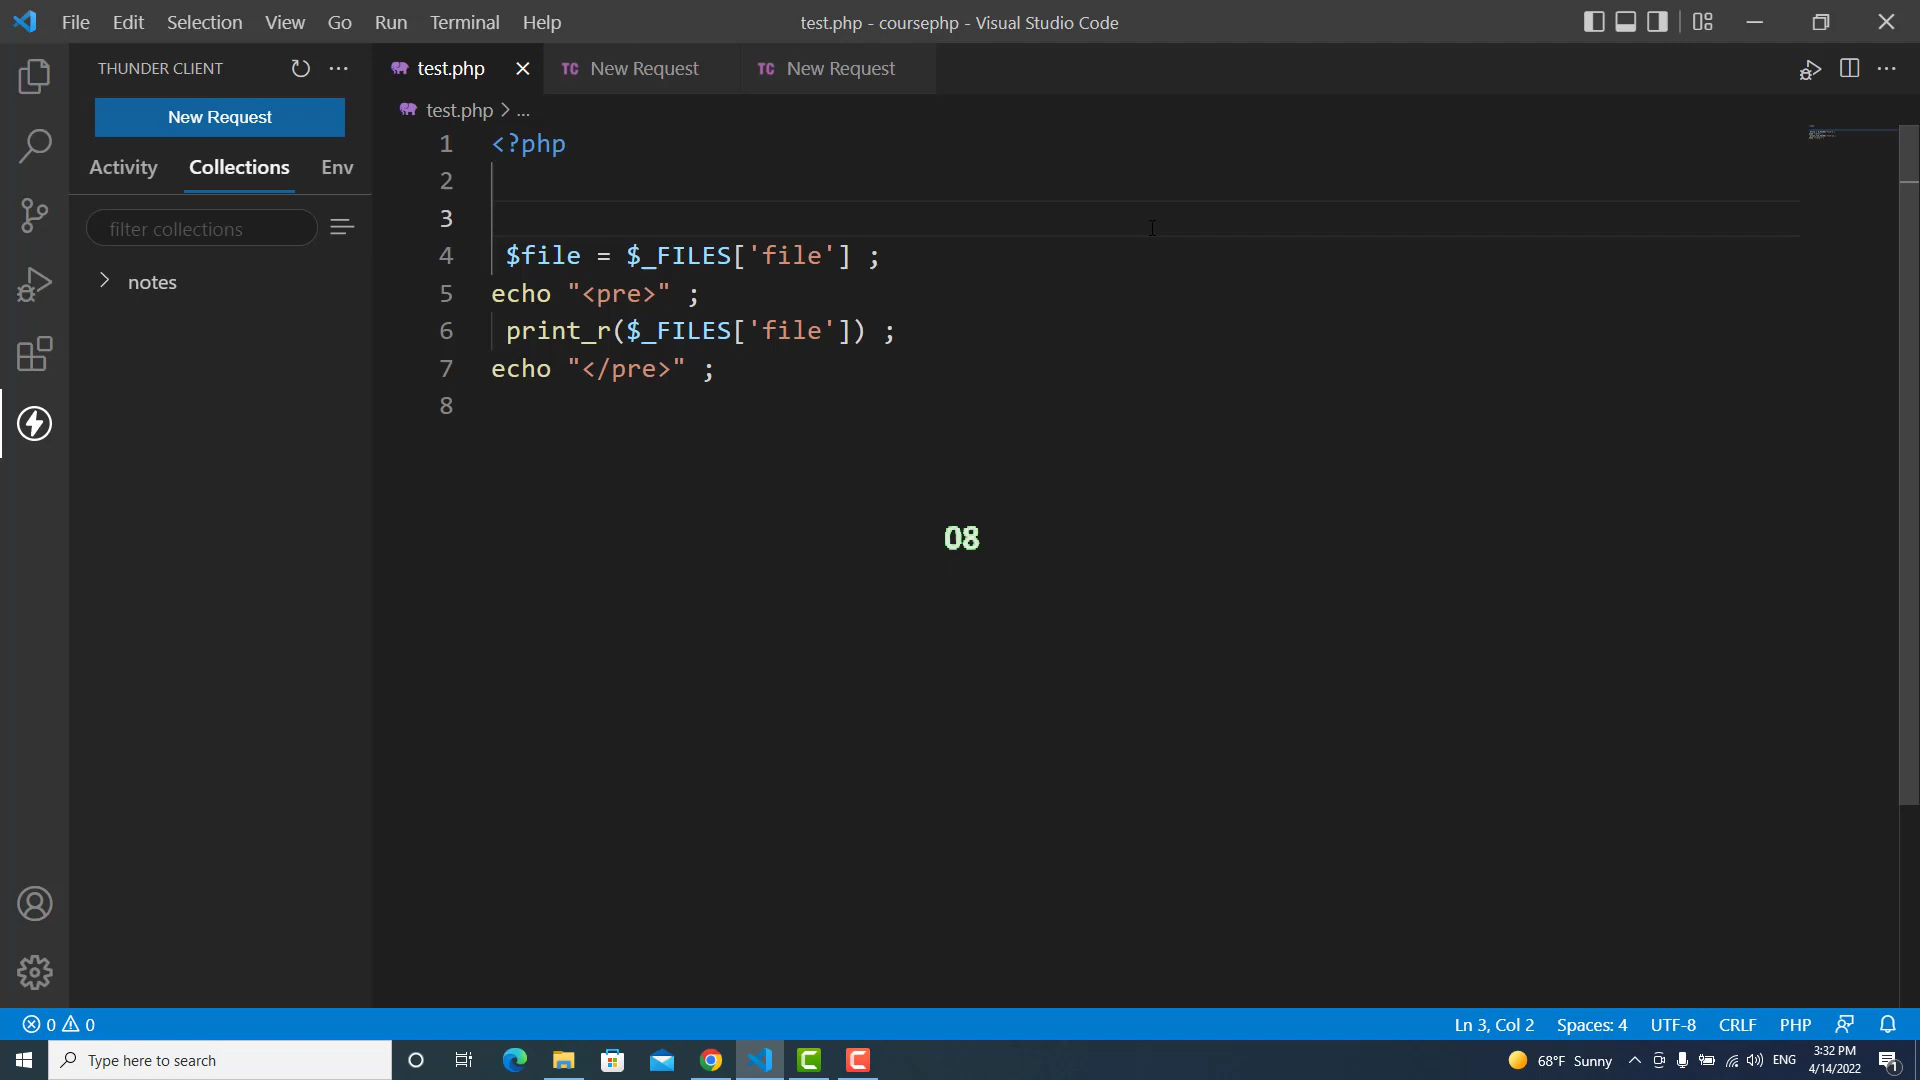 File Edit Selection View Go Run Terminal Help
test.php - coursephp - Visual Studio Code
THUNDER CLIENT
New Request
Activity Collections Env
filter collections
notes
test.php
TC New Request
TC New Request
test.php > ...
1 <?php
2
3
4 $file = $_FILES['file'] ;
5 echo "<pre>" ;
6 print_r($_FILES['file']) ;
7 echo "</pre>" ;
8
08
0 0
Ln 3, Col 2 Spaces: 4 UTF-8 CRLF PHP
Type here to search
68°F Sunny
ENG
3:32 PM
4/14/2022
1